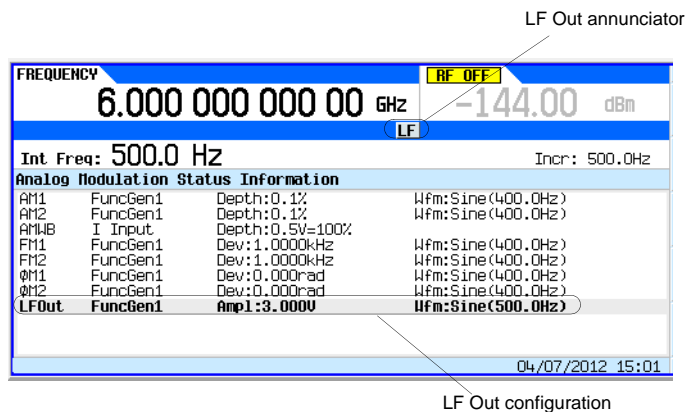 LF Out annunciator
FREQUENCY RF OFF
6.000 000 000 00 GHz -144.00 dBm
LF
Int Freq: 500.0 Hz Incr: 500.0Hz
Analog Modulation Status Information
AM1 FuncGen1 Depth:0.1% Wfm:Sine(400.0Hz)
AM2 FuncGen1 Depth:0.1% Wfm:Sine(400.0Hz)
AMWB I Input Depth:0.5V=100%
FM1 FuncGen1 Dev:1.0000kHz Wfm:Sine(400.0Hz)
FM2 FuncGen1 Dev:1.0000kHz Wfm:Sine(400.0Hz)
ΦM1 FuncGen1 Dev:0.000rad Wfm:Sine(400.0Hz)
ΦM2 FuncGen1 Dev:0.000rad Wfm:Sine(400.0Hz)
LFOut FuncGen1 Ampl:3.000V Wfm:Sine(500.0Hz)
04/07/2012 15:01
LF Out configuration